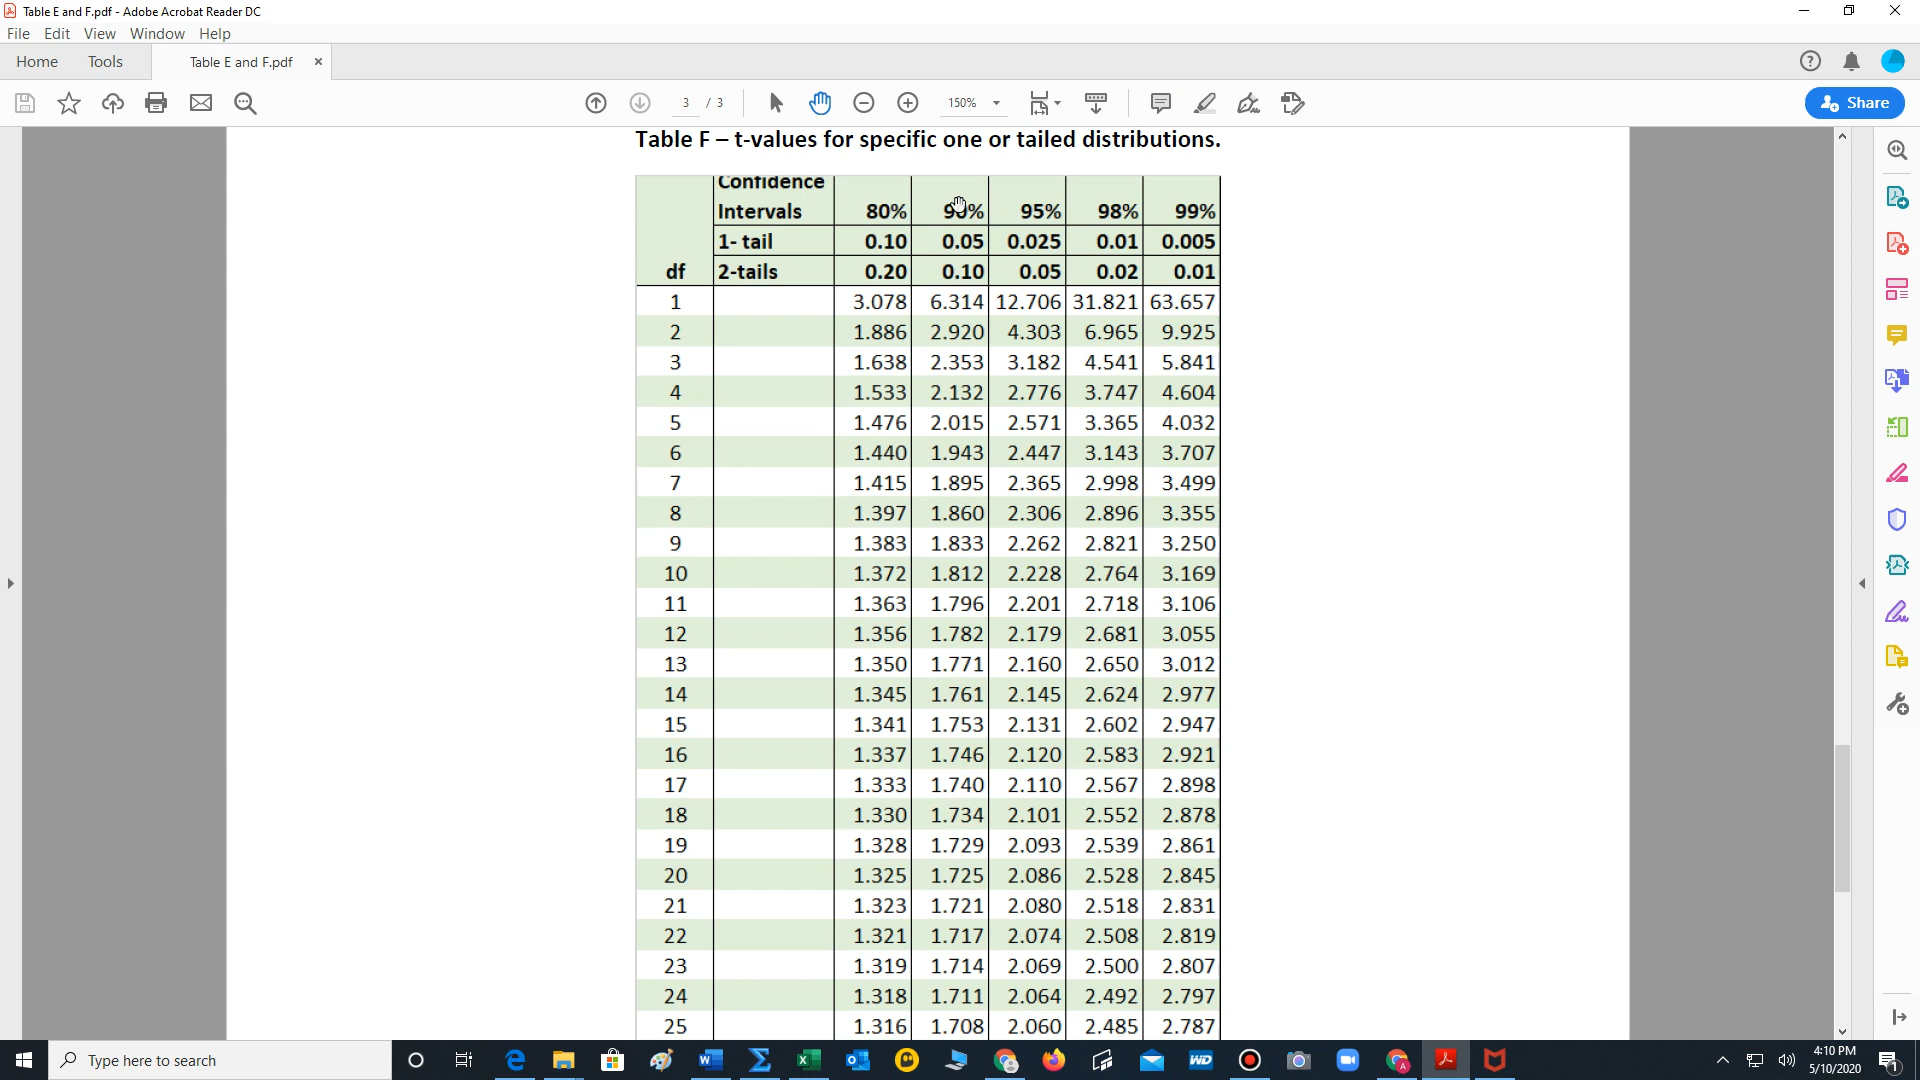 Table E and F.pdf - Adobe Acrobat Reader DC
File Edit View Window Help
Home Tools Table E and F.pdf ×
3 / 3 150% Share
Table F – t-values for specific one or tailed distributions.
Confidence
Intervals 80% 90% 95% 98% 99%
1- tail 0.10 0.05 0.025 0.01 0.005
df 2-tails 0.20 0.10 0.05 0.02 0.01
1 3.078 6.314 12.706 31.821 63.657
2 1.886 2.920 4.303 6.965 9.925
3 1.638 2.353 3.182 4.541 5.841
4 1.533 2.132 2.776 3.747 4.604
5 1.476 2.015 2.571 3.365 4.032
6 1.440 1.943 2.447 3.143 3.707
7 1.415 1.895 2.365 2.998 3.499
8 1.397 1.860 2.306 2.896 3.355
9 1.383 1.833 2.262 2.821 3.250
10 1.372 1.812 2.228 2.764 3.169
11 1.363 1.796 2.201 2.718 3.106
12 1.356 1.782 2.179 2.681 3.055
13 1.350 1.771 2.160 2.650 3.012
14 1.345 1.761 2.145 2.624 2.977
15 1.341 1.753 2.131 2.602 2.947
16 1.337 1.746 2.120 2.583 2.921
17 1.333 1.740 2.110 2.567 2.898
18 1.330 1.734 2.101 2.552 2.878
19 1.328 1.729 2.093 2.539 2.861
20 1.325 1.725 2.086 2.528 2.845
21 1.323 1.721 2.080 2.518 2.831
22 1.321 1.717 2.074 2.508 2.819
23 1.319 1.714 2.069 2.500 2.807
24 1.318 1.711 2.064 2.492 2.797
25 1.316 1.708 2.060 2.485 2.787
Type here to search
WD
4:10 PM
5/10/2020
1